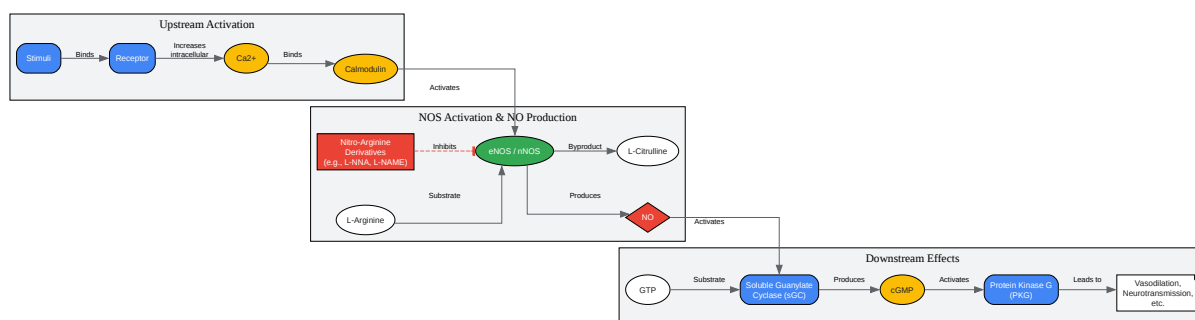 Upstream Activation
Stimuli
Binds
Receptor
Increases
intracellular
Ca2+
Binds
Calmodulin
Activates
NOS Activation & NO Production
Nitro-Arginine
Derivatives
(e.g., L-NNA, L-NAME)
Inhibits
eNOS / nNOS
Byproduct
L-Citrulline
Substrate
L-Arginine
Produces
NO
Activates
Downstream Effects
GTP
Substrate
Soluble Guanylate
Cyclase (sGC)
Produces
cGMP
Activates
Protein Kinase G
(PKG)
Leads to
Vasodilation,
Neurotransmission,
etc.